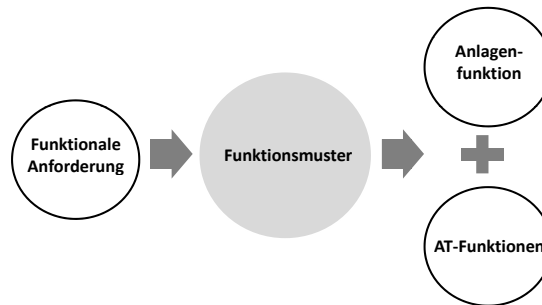 Funktionale
Anforderung
Funktionsmuster
Anlagen-
funktion
AT-Funktionen